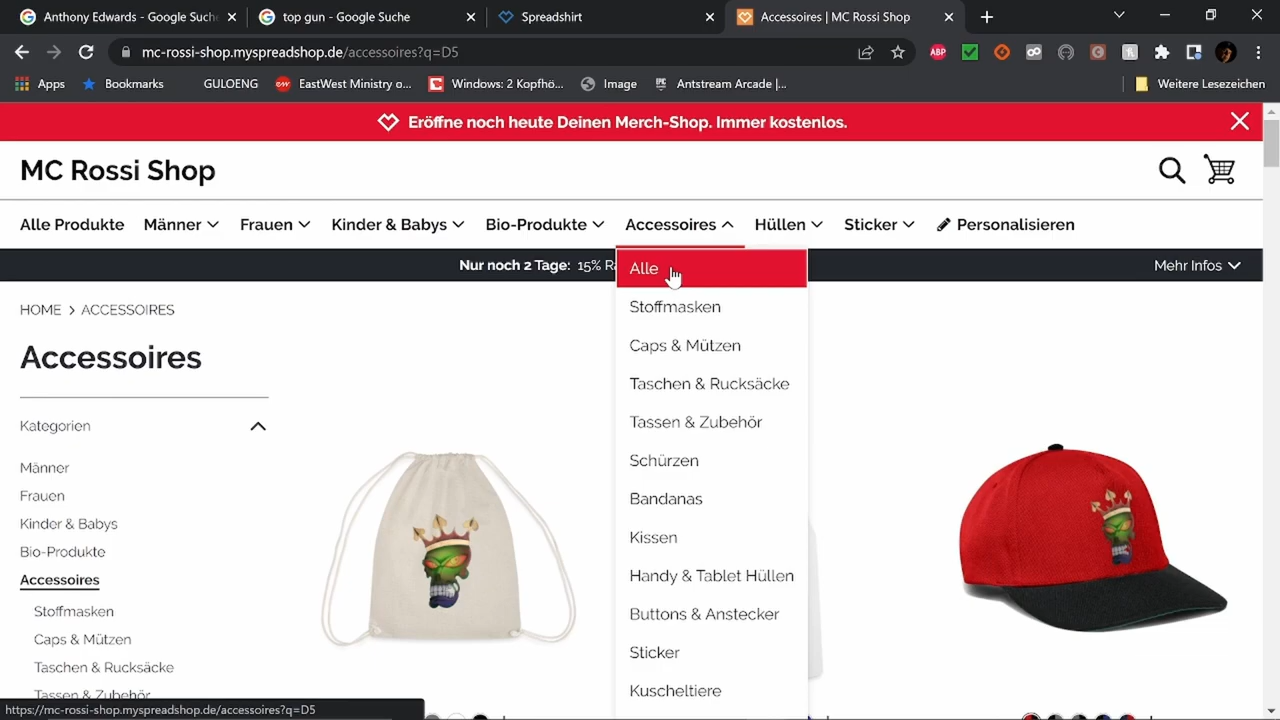 Anthony Edwards - Google Suche
top gun - Google Suche
Spreadshirt
Accessoires | MC Rossi Shop
mc-rossi-shop.myspreadshop.de/accessoires?q=D5
ABP
Apps
Bookmarks
GULOENG
EastWest Ministry o...
Windows: 2 Kopfhö...
Image
Antstream Arcade |...
Weitere Lesezeichen
Eröffne noch heute Deinen Merch-Shop. Immer kostenlos.
MC Rossi Shop
Alle Produkte
Männer
Frauen
Kinder & Babys
Bio-Produkte
Accessoires
Hüllen
Sticker
Personalisieren
Nur noch 2 Tage: 15%
Mehr Infos
Alle
Stoffmasken
Caps & Mützen
Taschen & Rucksäcke
Tassen & Zubehör
Schürzen
Bandanas
Kissen
Handy & Tablet Hüllen
Buttons & Anstecker
Sticker
Kuscheltiere
HOME > ACCESSOIRES
Accessoires
Kategorien
Männer
Frauen
Kinder & Babys
Bio-Produkte
Accessoires
Stoffmasken
Caps & Mützen
Taschen & Rucksäcke
Tassen & Zubehör
https://mc-rossi-shop.myspreadshop.de/accessoires?q=D5